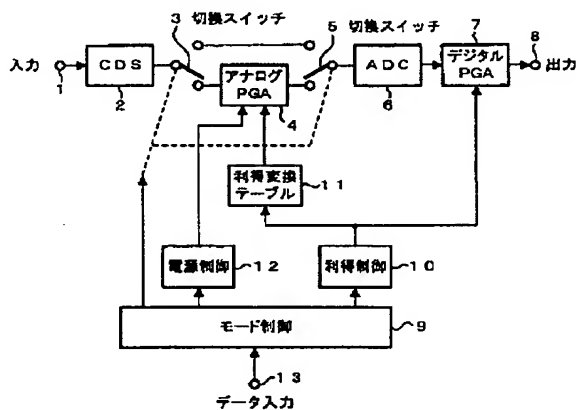 3 切換スイッチ
5 切換スイッチ
7
8
入力
1
CDS
2
アナログ
PGA
4
ADC
6
デジタル
PGA
出力
利得変換
テーブル
11
電源制御
12
利得制御
10
モード制御
9
13
データ入力